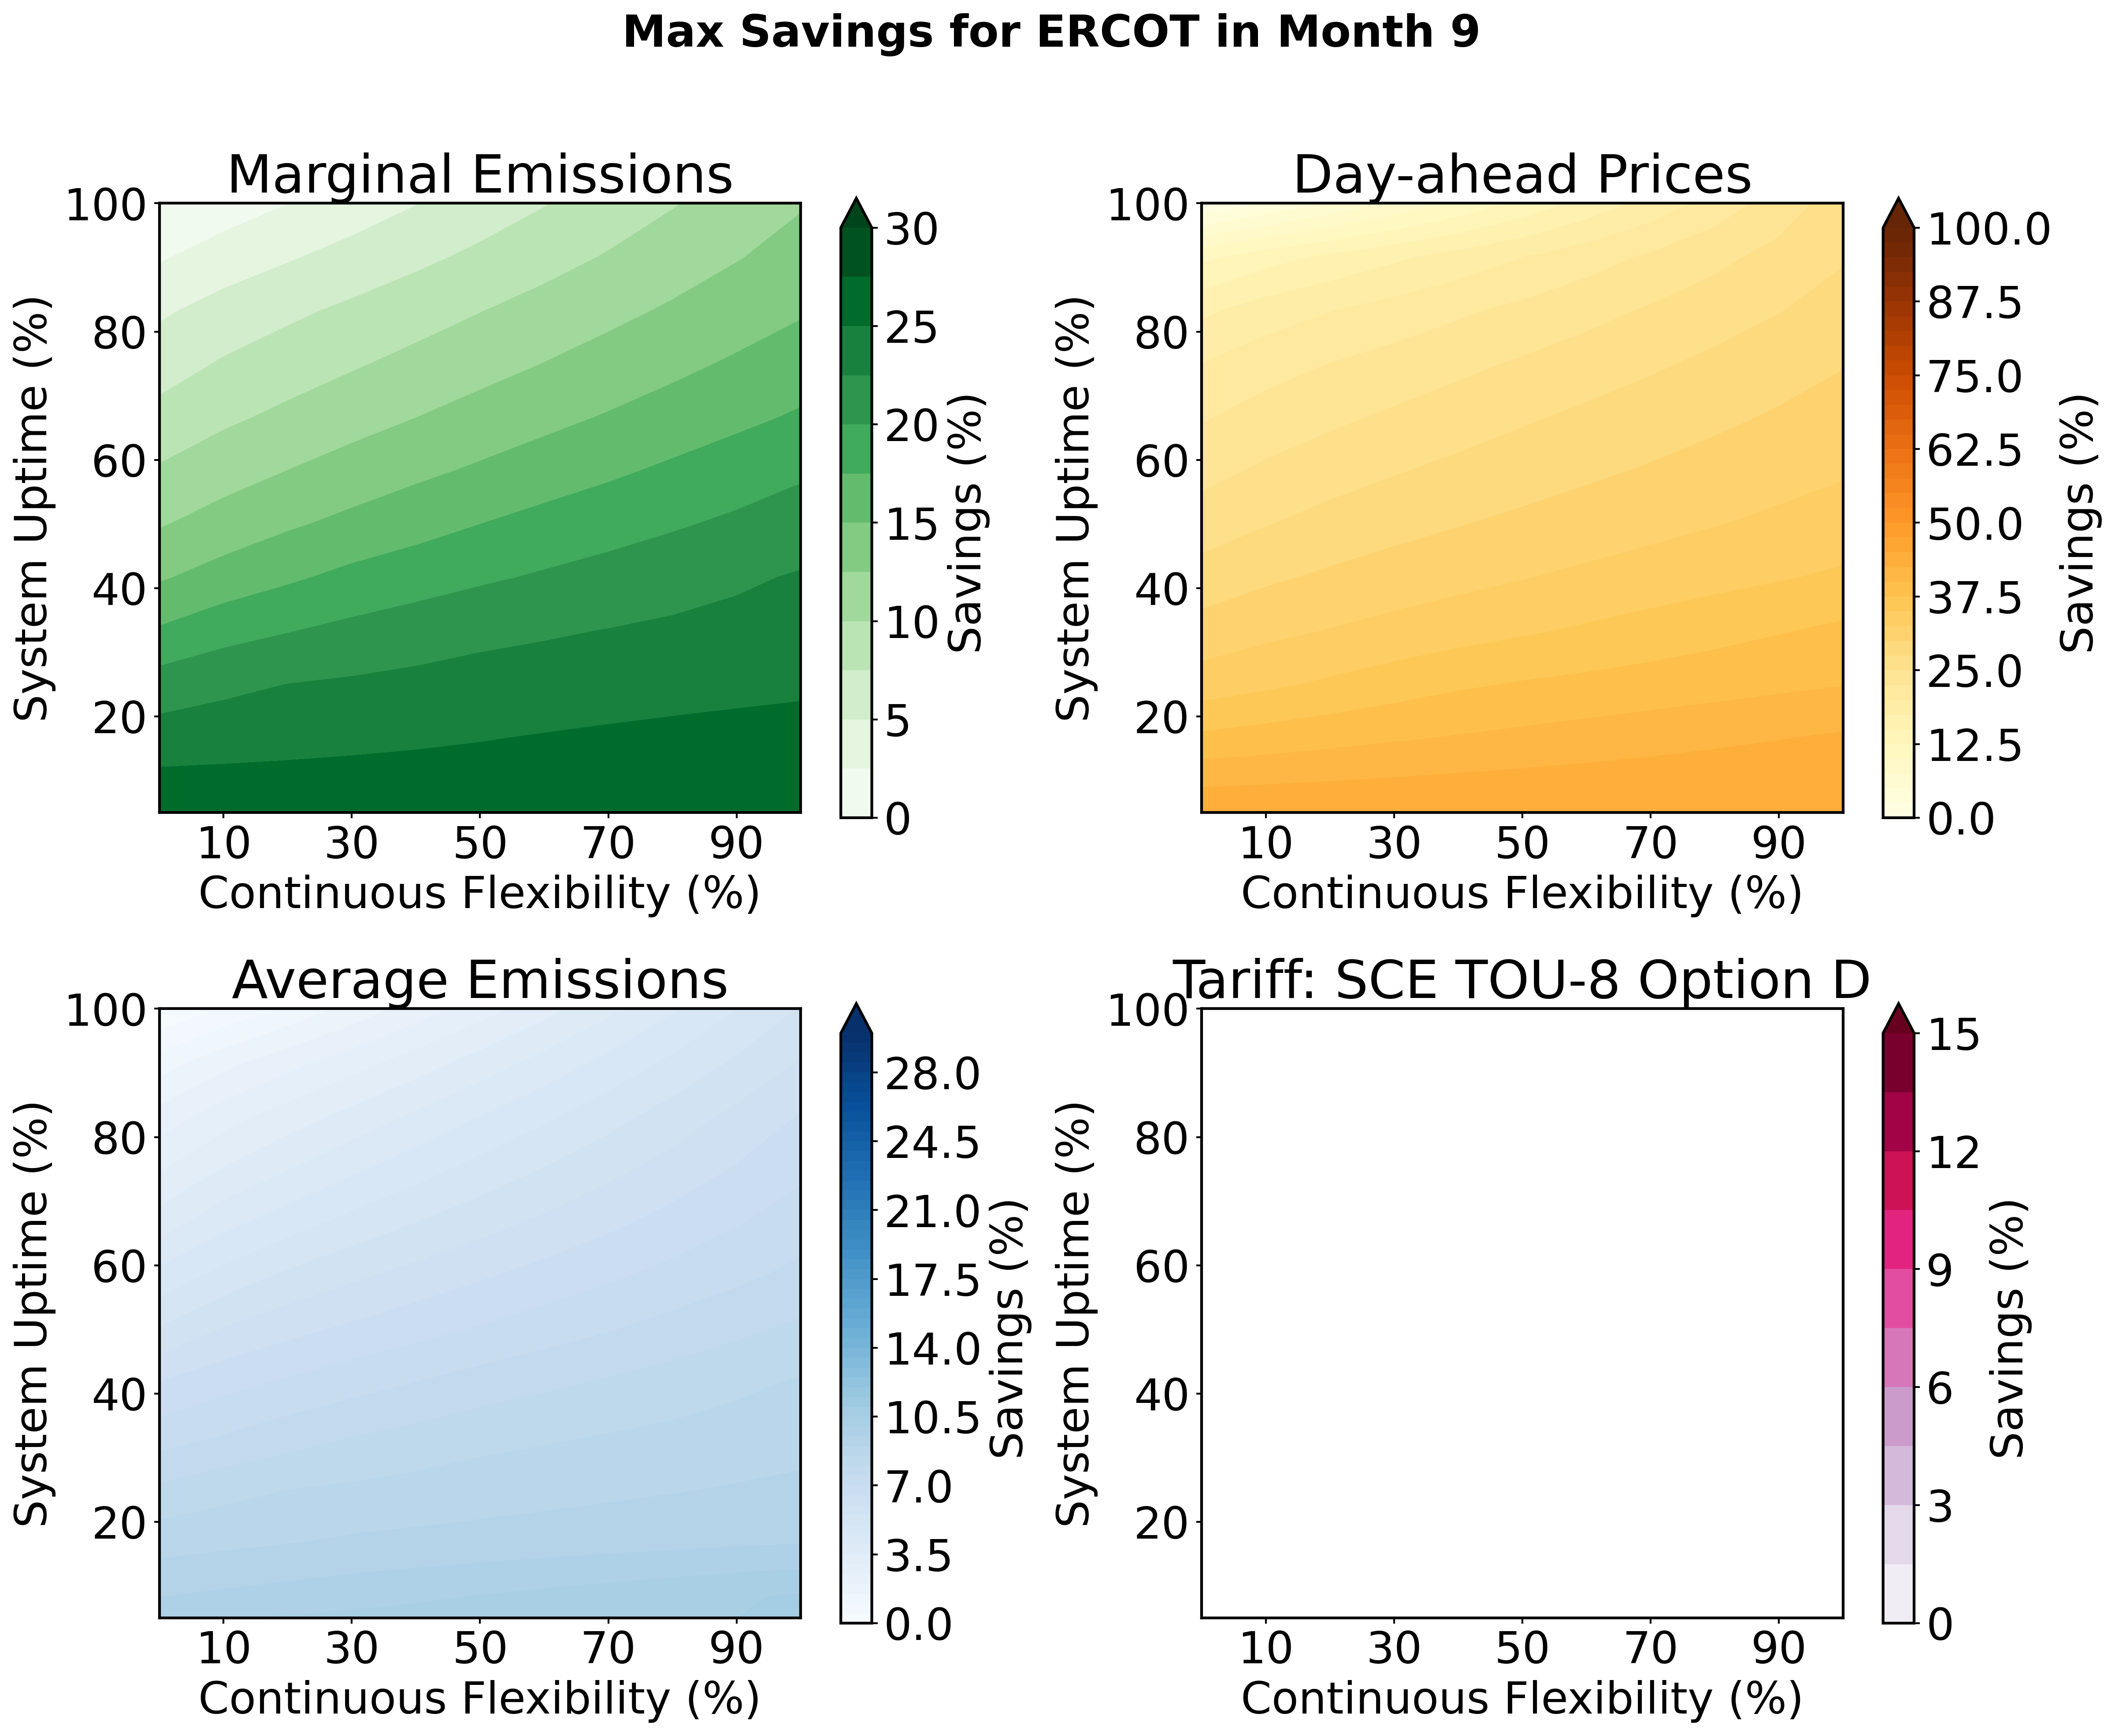 Max Savings for ERCOT in Month 9
Marginal Emissions
System Uptime (%)
100
80
60
40
20
10 30 50 70 90
Continuous Flexibility (%)
30
25
20
15
10
5
0
Savings (%)
Day-ahead Prices
System Uptime (%)
100
80
60
40
20
10 30 50 70 90
Continuous Flexibility (%)
100.0
87.5
75.0
62.5
50.0
37.5
25.0
12.5
0.0
Savings (%)
Average Emissions
System Uptime (%)
100
80
60
40
20
10 30 50 70 90
Continuous Flexibility (%)
28.0
24.5
21.0
17.5
14.0
10.5
7.0
3.5
0.0
Savings (%)
Tariff: SCE TOU-8 Option D
System Uptime (%)
100
80
60
40
20
10 30 50 70 90
Continuous Flexibility (%)
15
12
9
6
3
0
Savings (%)